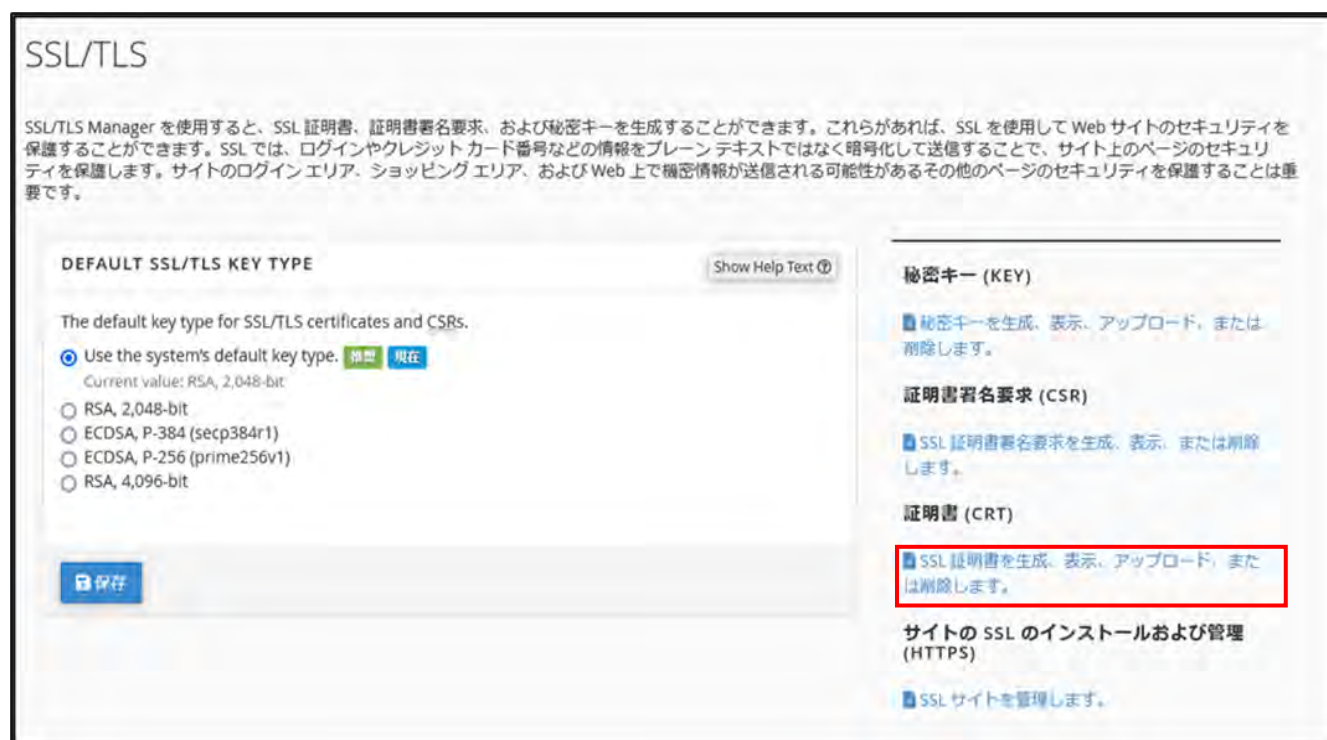 SSL/TLS
SSL/TLS Manager を使用すると、SSL 証明書、証明書署名要求、および秘密キーを生成することができます。これらがあれば、SSL を使用して Web サイトのセキュリティを
保護することができます。SSL では、ログインやクレジット カード番号などの情報をプレーン テキストではなく暗号化して送信することで、サイト上のページのセキュリ
ティを保護します。サイトのログイン エリア、ショッピング エリア、および Web 上で機密情報が送信される可能性があるその他のページのセキュリティを保護することは重
要です。
DEFAULT SSL/TLS KEY TYPE
Show Help Text
The default key type for SSL/TLS certificates and CSRs.
Use the system's default key type. 推奨 現在
Current value: RSA, 2,048-bit
RSA, 2,048-bit
ECDSA, P-384 (secp384r1)
ECDSA, P-256 (prime256v1)
RSA, 4,096-bit
保存
秘密キー (KEY)
秘密キーを生成、表示、アップロード、または
削除します。
証明書署名要求 (CSR)
SSL 証明書署名要求を生成、表示、または削除
します。
証明書 (CRT)
SSL 証明書を生成、表示、アップロード、また
は削除します。
サイトの SSL のインストールおよび管理
(HTTPS)
SSL サイトを管理します。